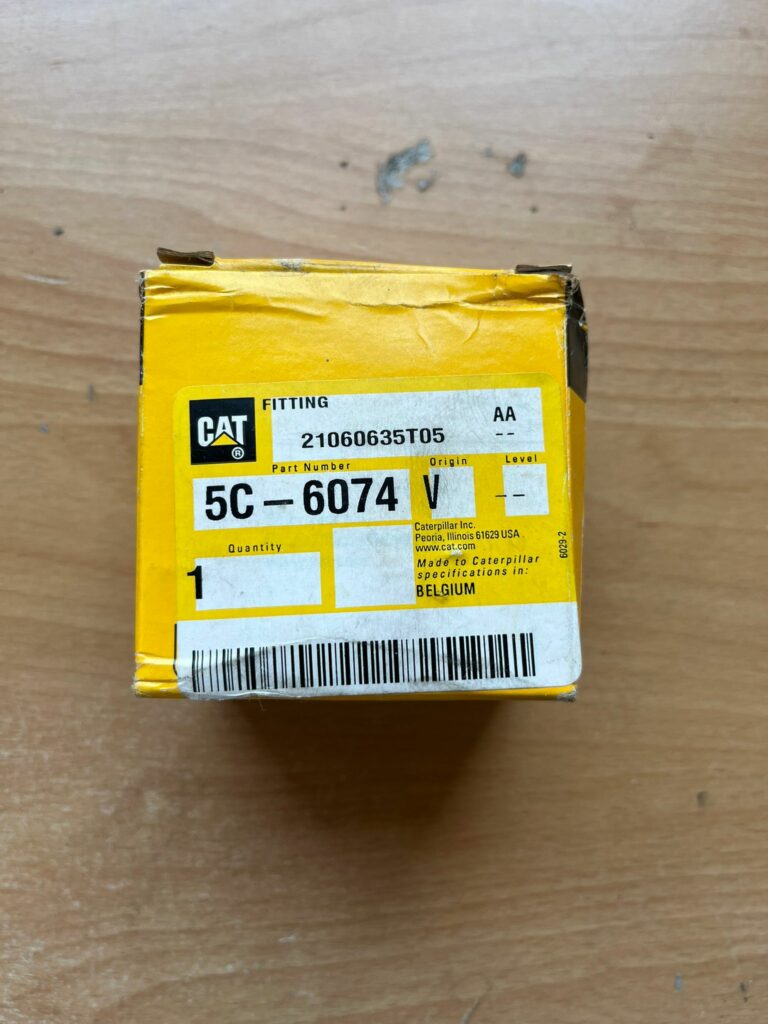 CAT
®
FITTING
21060635T05
AA
--
Part Number
Origin
Level
5C-6074
V
--
Caterpillar Inc.
Peoria, Illinois 61629 USA
www.cat.com
Quantity
1
Made to Caterpillar
specifications in:
BELGIUM
6029-2